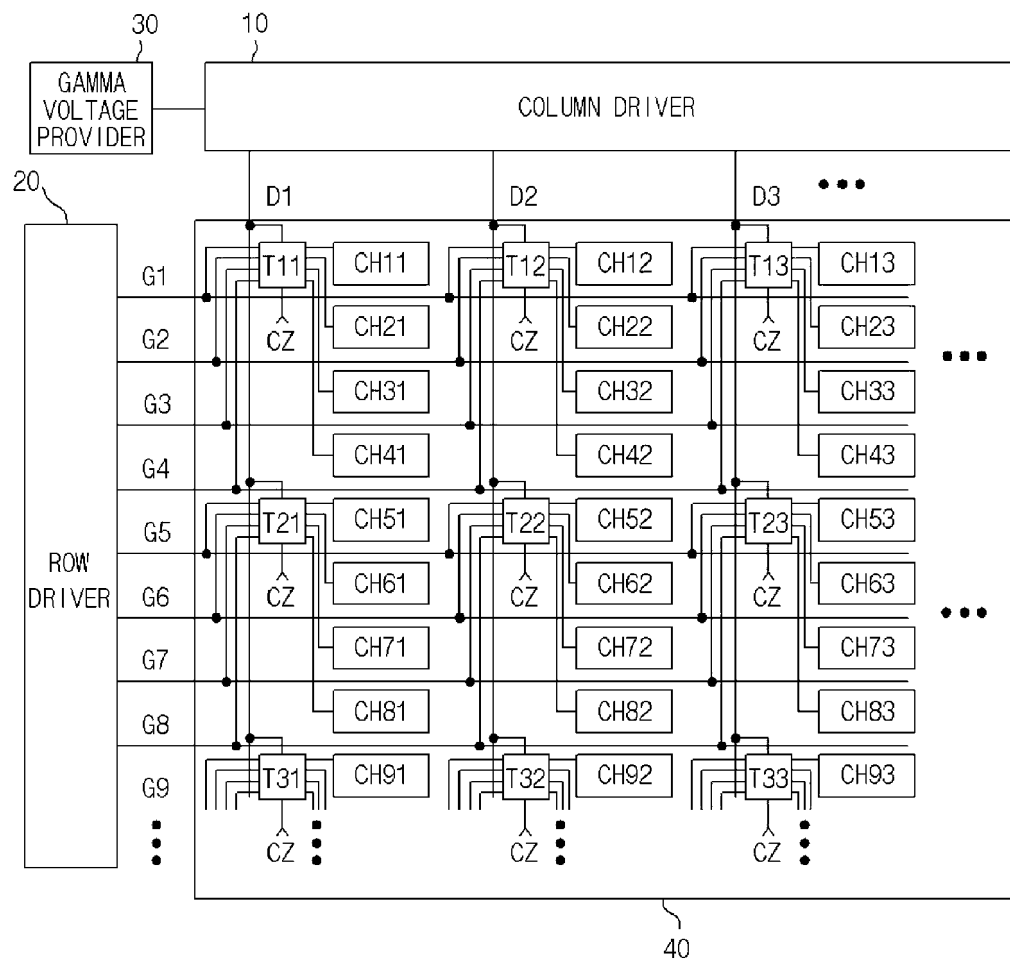 30
10
GAMMA
VOLTAGE
PROVIDER
COLUMN DRIVER
20
D1 D2 D3
T11 CH11 T12 CH12 T13 CH13
G1
CH21 CH22 CH23
CZ CZ CZ
G2
CH31 CH32 CH33
G3
CH41 CH42 CH43
G4
T21 CH51 T22 CH52 T23 CH53
G5
ROW
DRIVER
CH61 CH62 CH63
CZ CZ CZ
G6
CH71 CH72 CH73
G7
CH81 CH82 CH83
G8
T31 CH91 T32 CH92 T33 CH93
G9
CZ CZ CZ
40